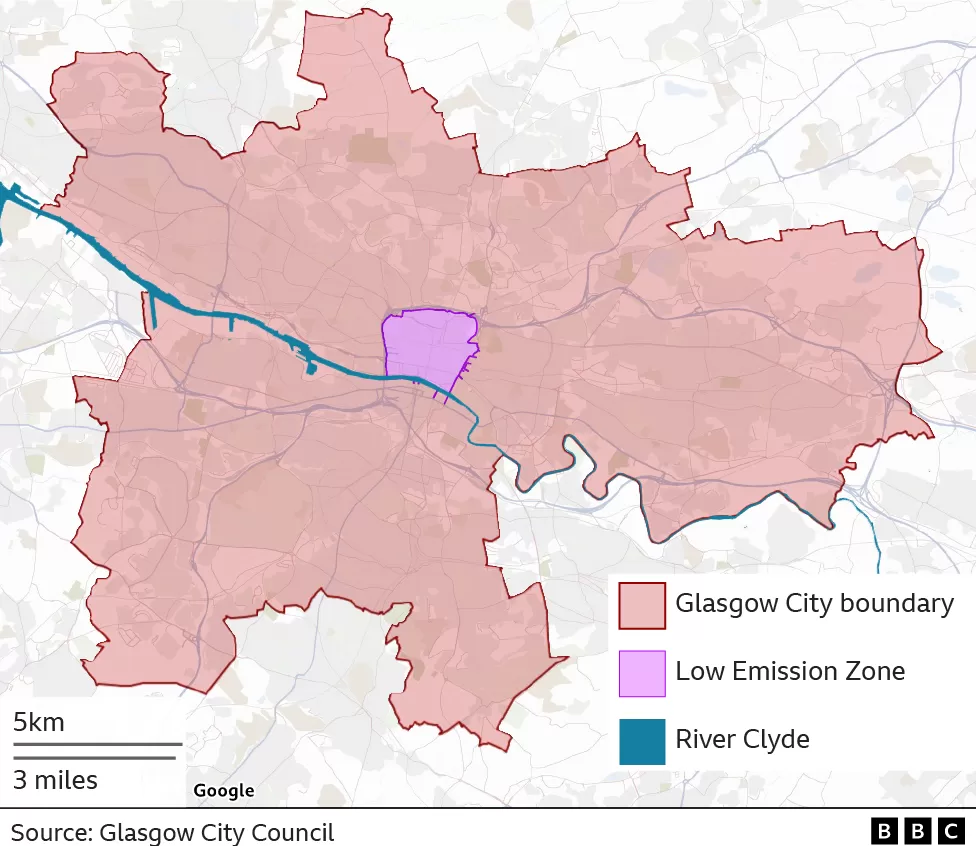 Glasgow City boundary
Low Emission Zone
River Clyde
5km
3 miles
Google
Source: Glasgow City Council
BBC